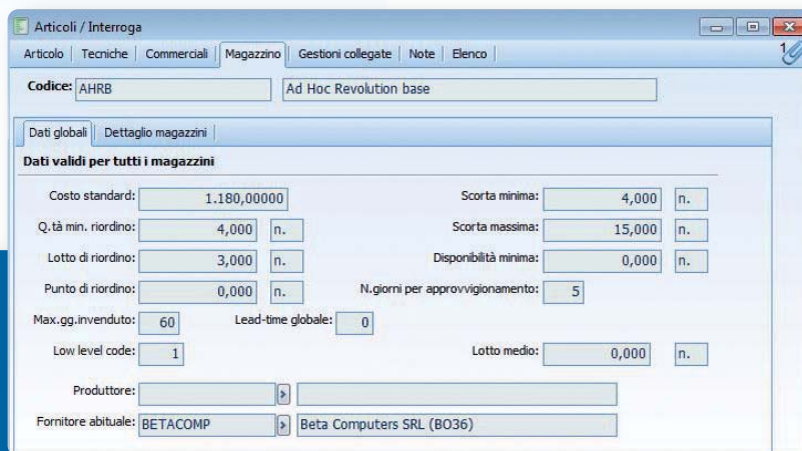 Articoli / Interroga
Articolo Tecniche Commerciali Magazzino Gestioni collegate Note Elenco 1
Codice: AHRB Ad Hoc Revolution base
Dati globali Dettaglio magazzini
Dati validi per tutti i magazzini
Costo standard: 1.180,00000 Scorta minima: 4,000 n.
Q.tà min. riordino: 4,000 n. Scorta massima: 15,000 n.
Lotto di riordino: 3,000 n. Disponibilità minima: 0,000 n.
Punto di riordino: 0,000 n. N.giorni per approvvigionamento: 5
Max.gg.invenduto: 60 Lead-time globale: 0
Low level code: 1 Lotto medio: 0,000 n.
Produttore:
Fornitore abituale: BETACOMP Beta Computers SRL (BO36)